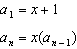 a₁ = x + 1
aₙ = x(aₙ₋₁)